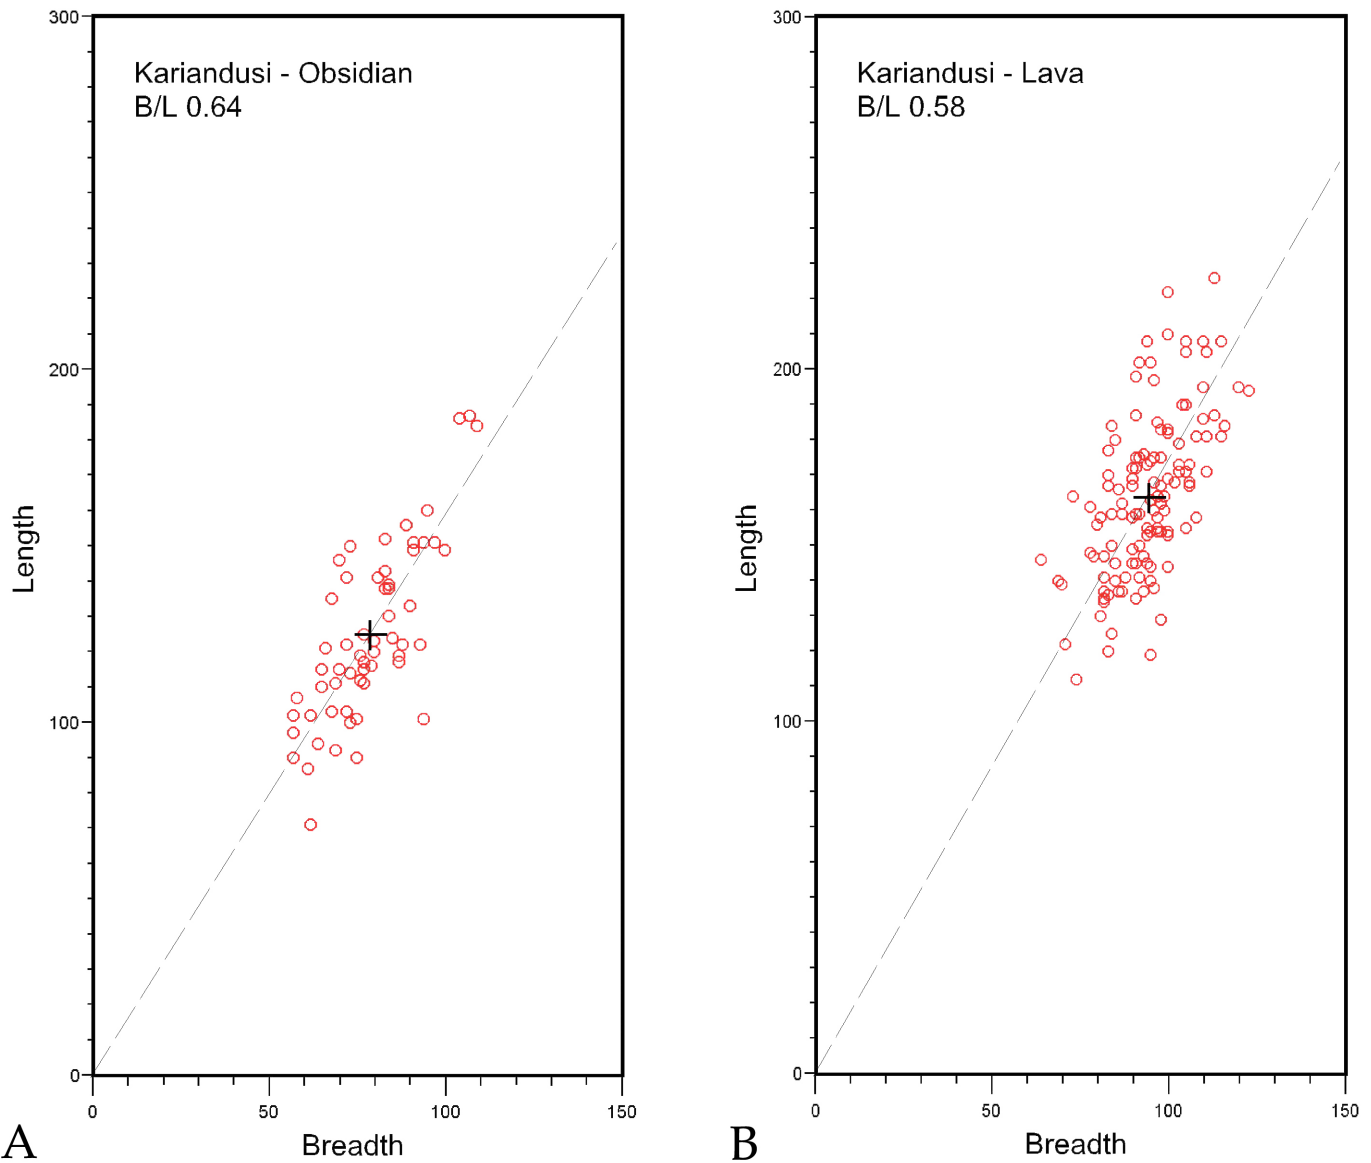 300
Kariandusi - Obsidian
B/L 0.64
200
Length
100
0
0 50 100 150
Breadth
A
300
Kariandusi - Lava
B/L 0.58
200
Length
100
0
0 50 100 150
Breadth
B